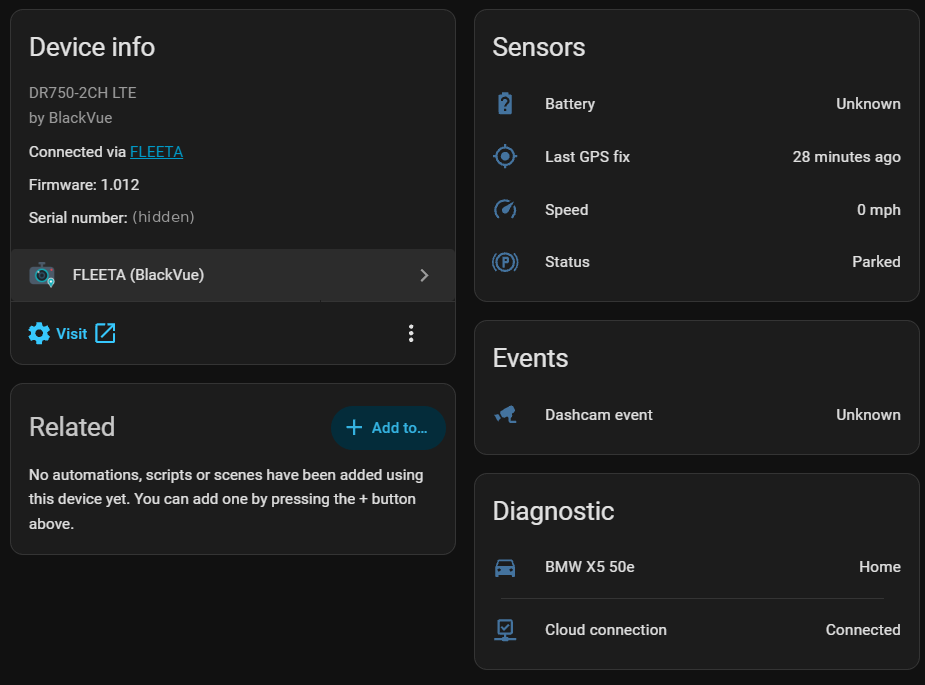 Device info
DR750-2CH LTE
by BlackVue
Connected via FLEETA
Firmware: 1.012
Serial number: (hidden)
FLEETA (BlackVue)
Visit
Related
Add to...
No automations, scripts or scenes have been added using
this device yet. You can add one by pressing the + button
above.
Sensors
Battery Unknown
Last GPS fix 28 minutes ago
Speed 0 mph
Status Parked
Events
Dashcam event Unknown
Diagnostic
BMW X5 50e Home
Cloud connection Connected